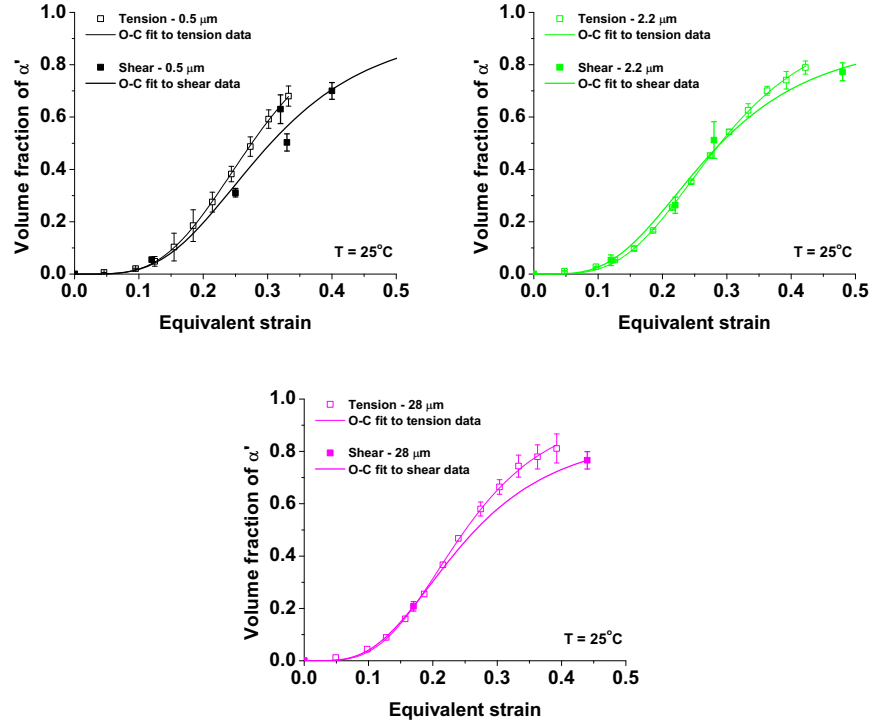 Tension - 0.5 μm
O-C fit to tension data
Shear - 0.5 μm
O-C fit to shear data
Volume fraction of α'
1.0
0.8
0.6
0.4
0.2
0.0
T = 25°C
0.0 0.1 0.2 0.3 0.4 0.5
Equivalent strain
Tension - 2.2 μm
O-C fit to tension data
Shear - 2.2 μm
O-C fit to shear data
Volume fraction of α'
1.0
0.8
0.6
0.4
0.2
0.0
T = 25°C
0.0 0.1 0.2 0.3 0.4 0.5
Equivalent strain
Tension - 28 μm
O-C fit to tension data
Shear - 28 μm
O-C fit to shear data
Volume fraction of α'
1.0
0.8
0.6
0.4
0.2
0.0
T = 25°C
0.0 0.1 0.2 0.3 0.4 0.5
Equivalent strain